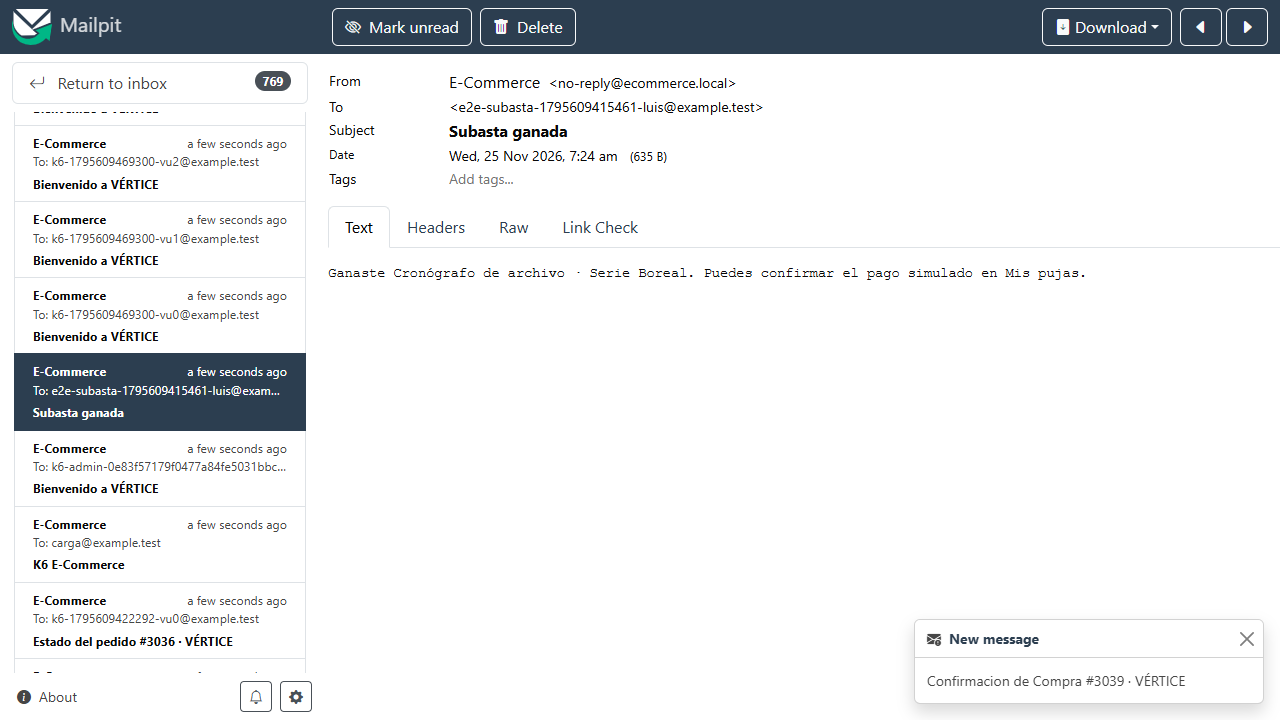 Mailpit
Mark unread
Delete
Download
Return to inbox
769
E-Commerce a few seconds ago
To: k6-1795609469300-vu2@example.test
Bienvenido a VÉRTICE
E-Commerce a few seconds ago
To: k6-1795609469300-vu1@example.test
Bienvenido a VÉRTICE
E-Commerce a few seconds ago
To: k6-1795609469300-vu0@example.test
Bienvenido a VÉRTICE
E-Commerce a few seconds ago
To: e2e-subasta-1795609415461-luis@exam...
Subasta ganada
E-Commerce a few seconds ago
To: k6-admin-0e83f57179f0477a84fe5031bbc...
Bienvenido a VÉRTICE
E-Commerce a few seconds ago
To: carga@example.test
K6 E-Commerce
E-Commerce a few seconds ago
To: k6-1795609422292-vu0@example.test
Estado del pedido #3036 · VÉRTICE
About
From E-Commerce <no-reply@ecommerce.local>
To <e2e-subasta-1795609415461-luis@example.test>
Subject Subasta ganada
Date Wed, 25 Nov 2026, 7:24 am (635 B)
Tags Add tags...
Text Headers Raw Link Check
Ganaste Cronógrafo de archivo · Serie Boreal. Puedes confirmar el pago simulado en Mis pujas.
New message
Confirmacion de Compra #3039 · VÉRTICE